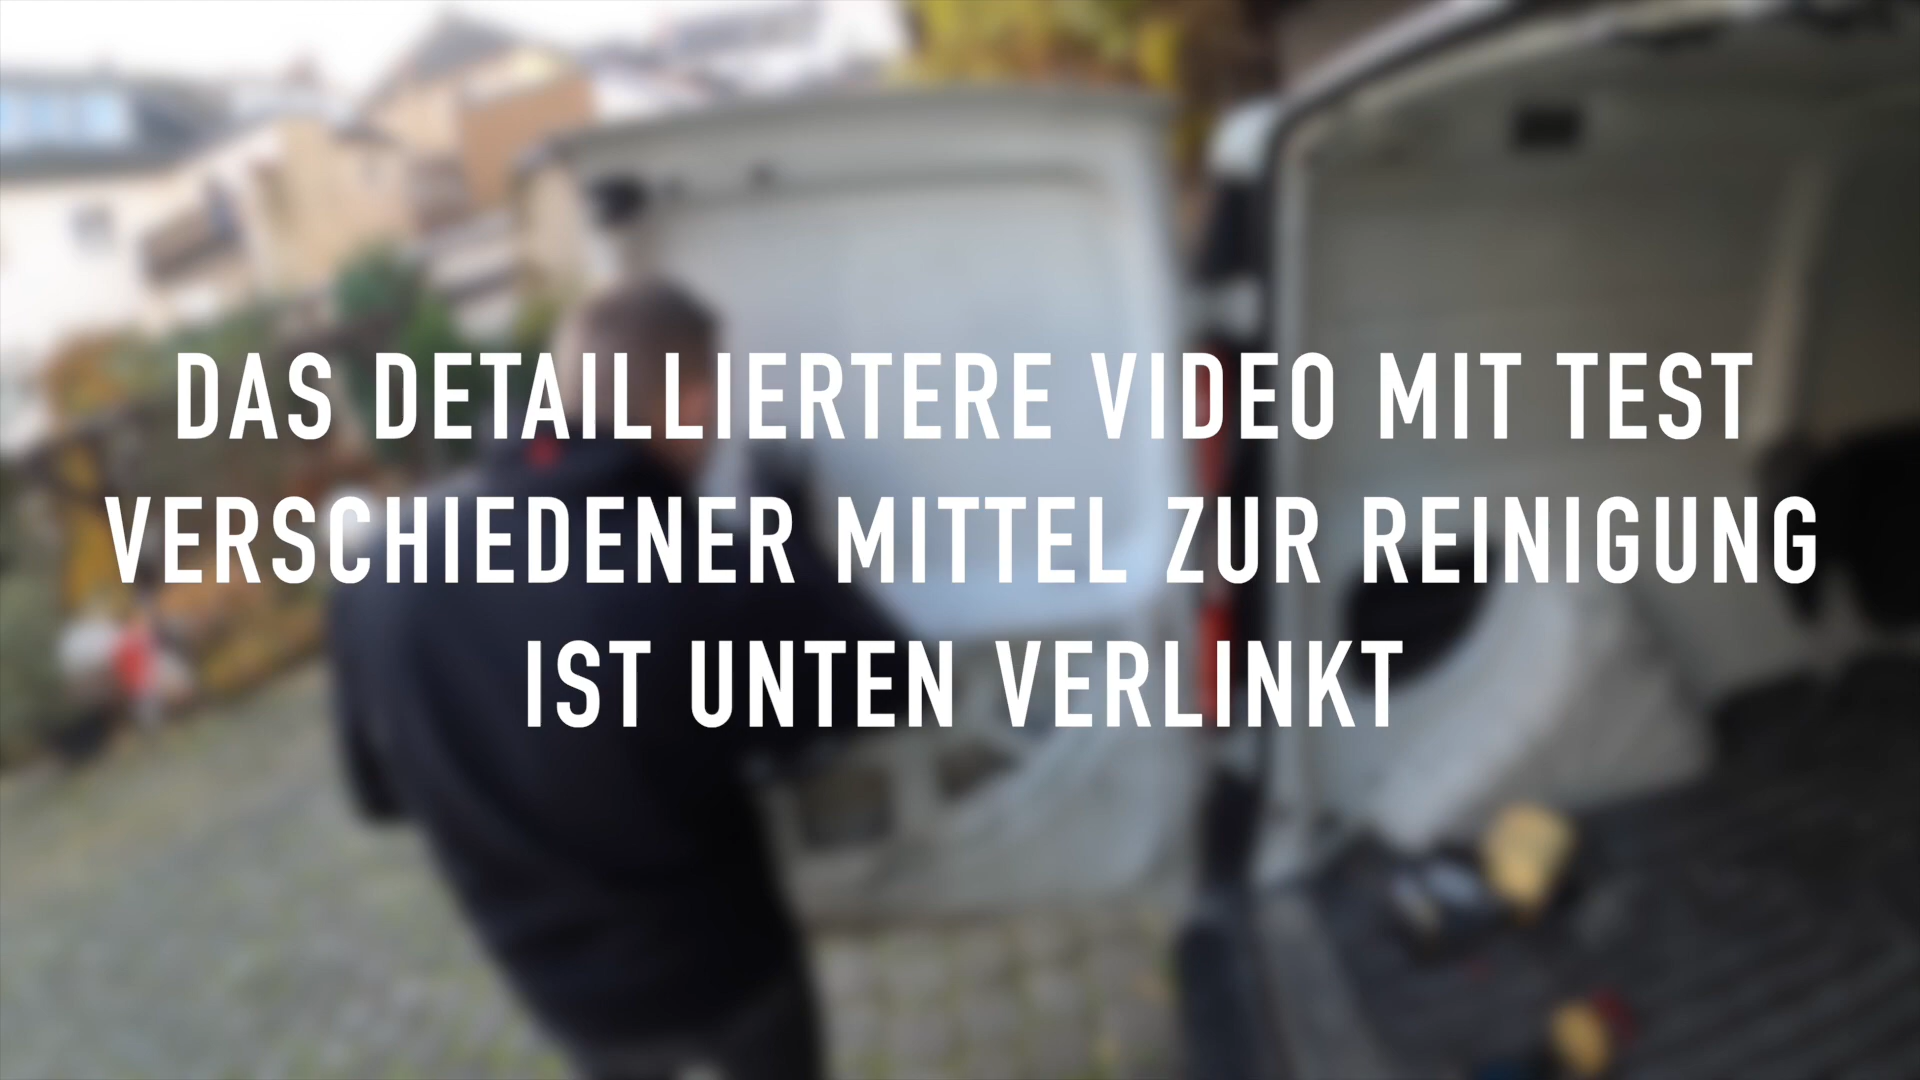 DAS DETAILLIERTERE VIDEO MIT TEST
VERSCHIEDENER MITTEL ZUR REINIGUNG
IST UNTEN VERLINKT